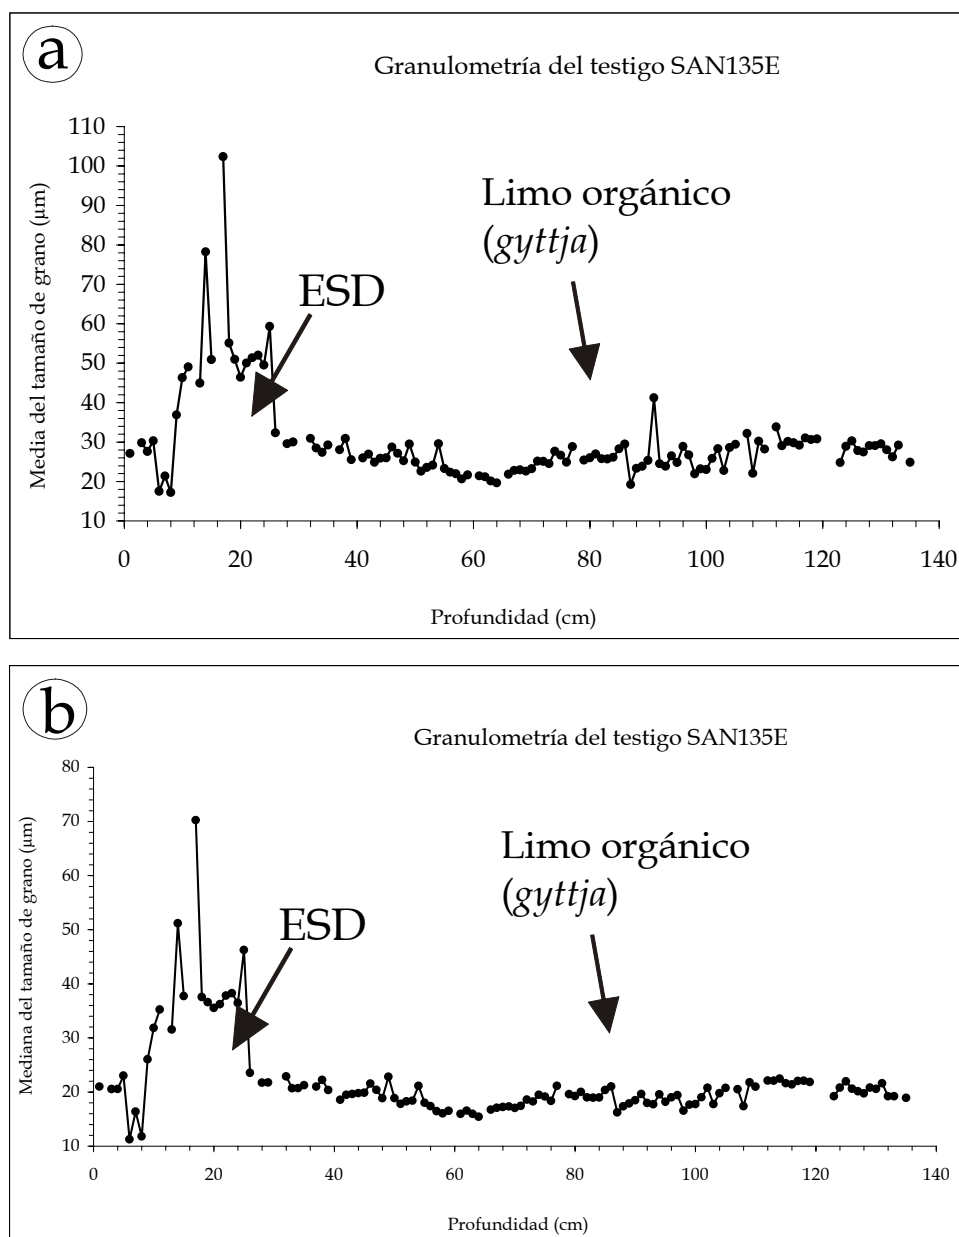 a
Granulometría del testigo SAN135E
110
100
90
80
70
60
50
40
30
20
10
Media del tamaño de grano (µm)
Limo orgánico
(gyttja)
ESD
0 20 40 60 80 100 120 140
Profundidad (cm)
b
Granulometría del testigo SAN135E
80
70
60
50
40
30
20
10
Mediana del tamaño de grano (µm)
Limo orgánico
(gyttja)
ESD
0 20 40 60 80 100 120 140
Profundidad (cm)